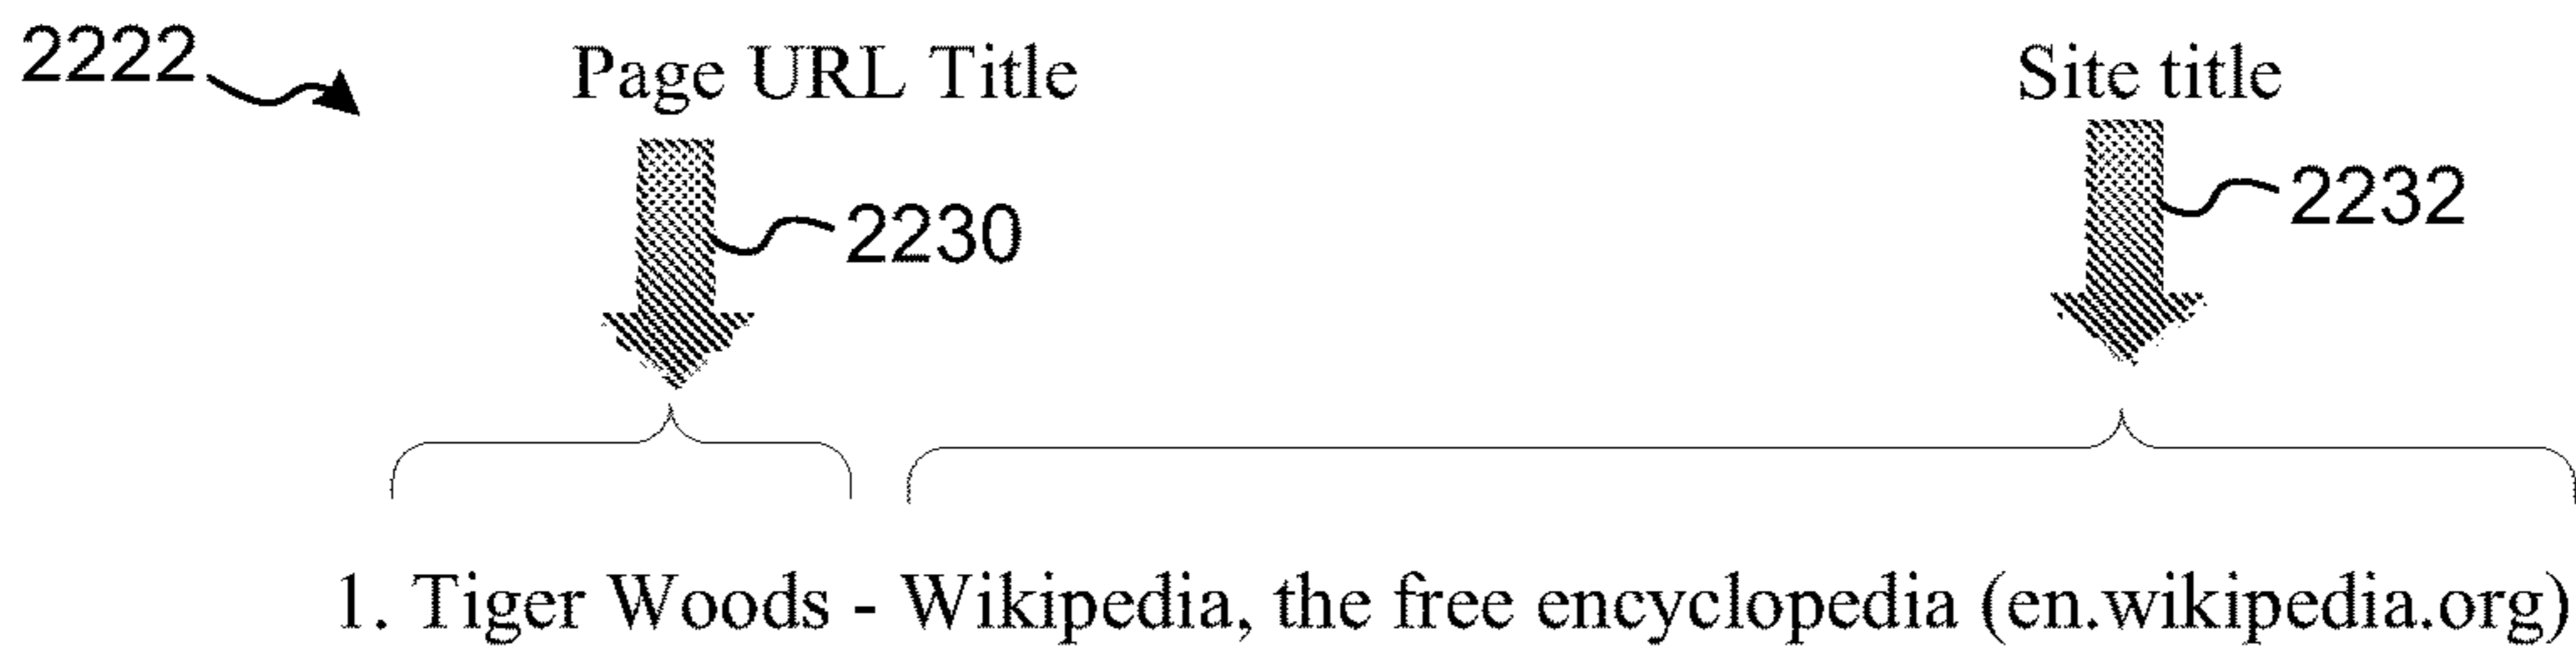 2222 Page URL Title Site title
2230 2232
1. Tiger Woods - Wikipedia, the free encyclopedia (en.wikipedia.org)